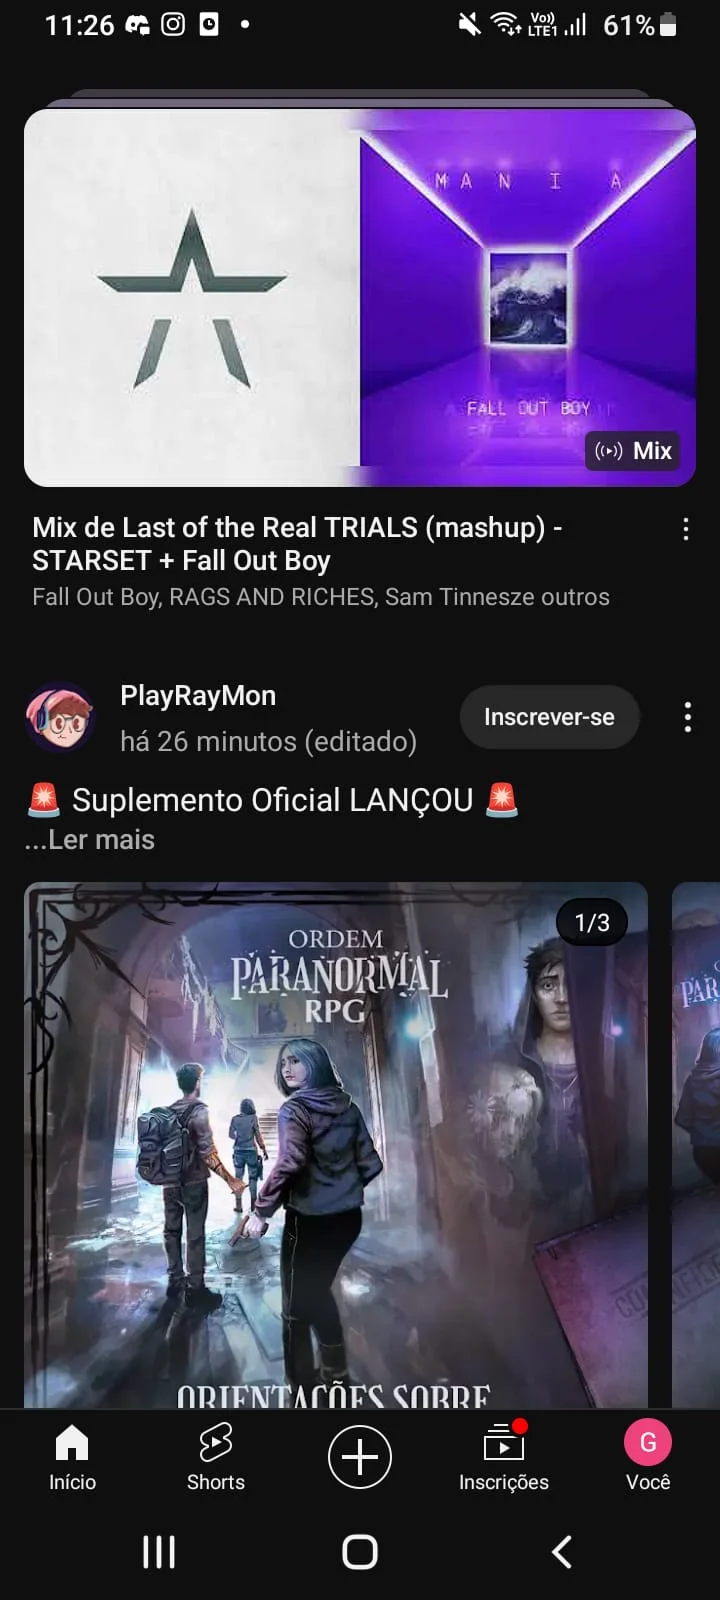 11:26
Vo))
LTE1
61%
M A N I A
FALL OUT BOY
Mix
Mix de Last of the Real TRIALS (mashup) -
STARSET + Fall Out Boy
Fall Out Boy, RAGS AND RICHES, Sam Tinnesze outros
PlayRayMon
há 26 minutos (editado)
Inscrever-se
🚨 Suplemento Oficial LANÇOU 🚨
...Ler mais
1/3
ORDEM
PARANORMAL
RPG
PAR
ORIENTAÇÕES SOBRE
Início
Shorts
Inscrições
G
Você